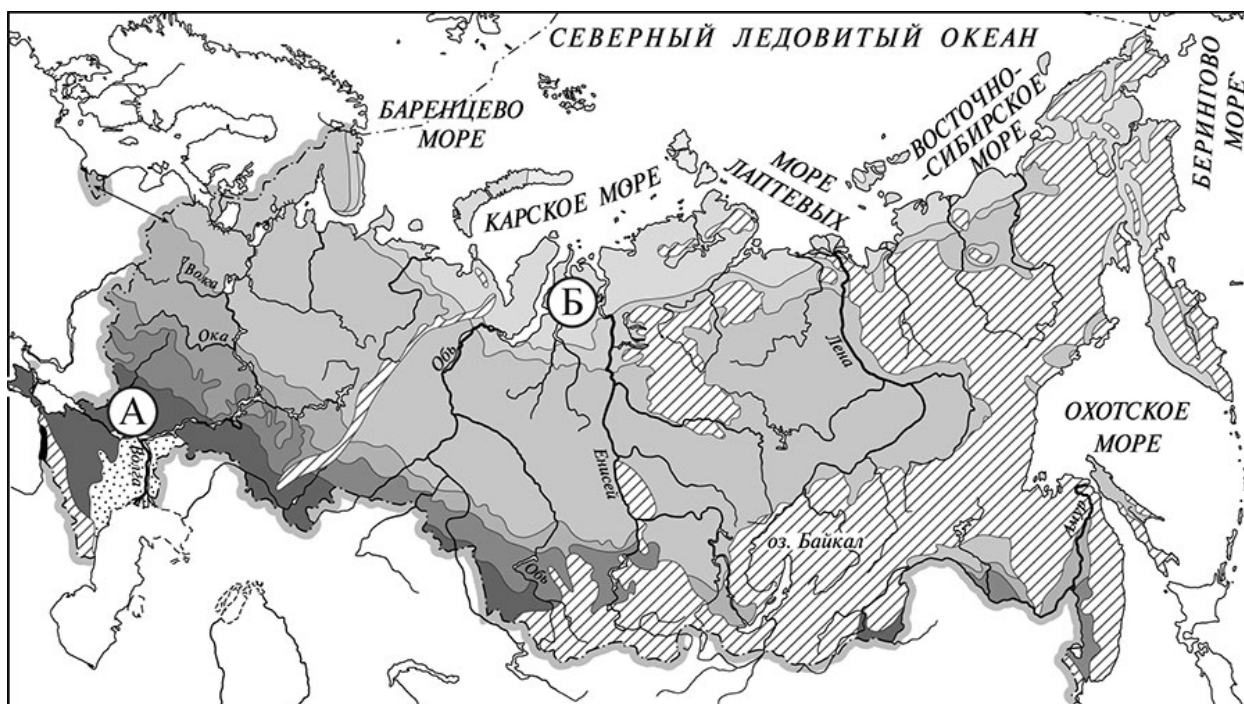 СЕВЕРНЫЙ ЛЕДОВИТЫЙ ОКЕАН
БАРЕНЦЕВО
МОРЕ
КАРСКОЕ МОРЕ
МОРЕ
ЛАПТЕВЫХ
ВОСТОЧНО-
СИБИРСКОЕ
МОРЕ
БЕРИНГОВО
МОРЕ
Волга
Ока
Обь
Б
Лена
А
Волга
Енисей
ОХОТСКОЕ
МОРЕ
Обь
оз. Байкал
Амур